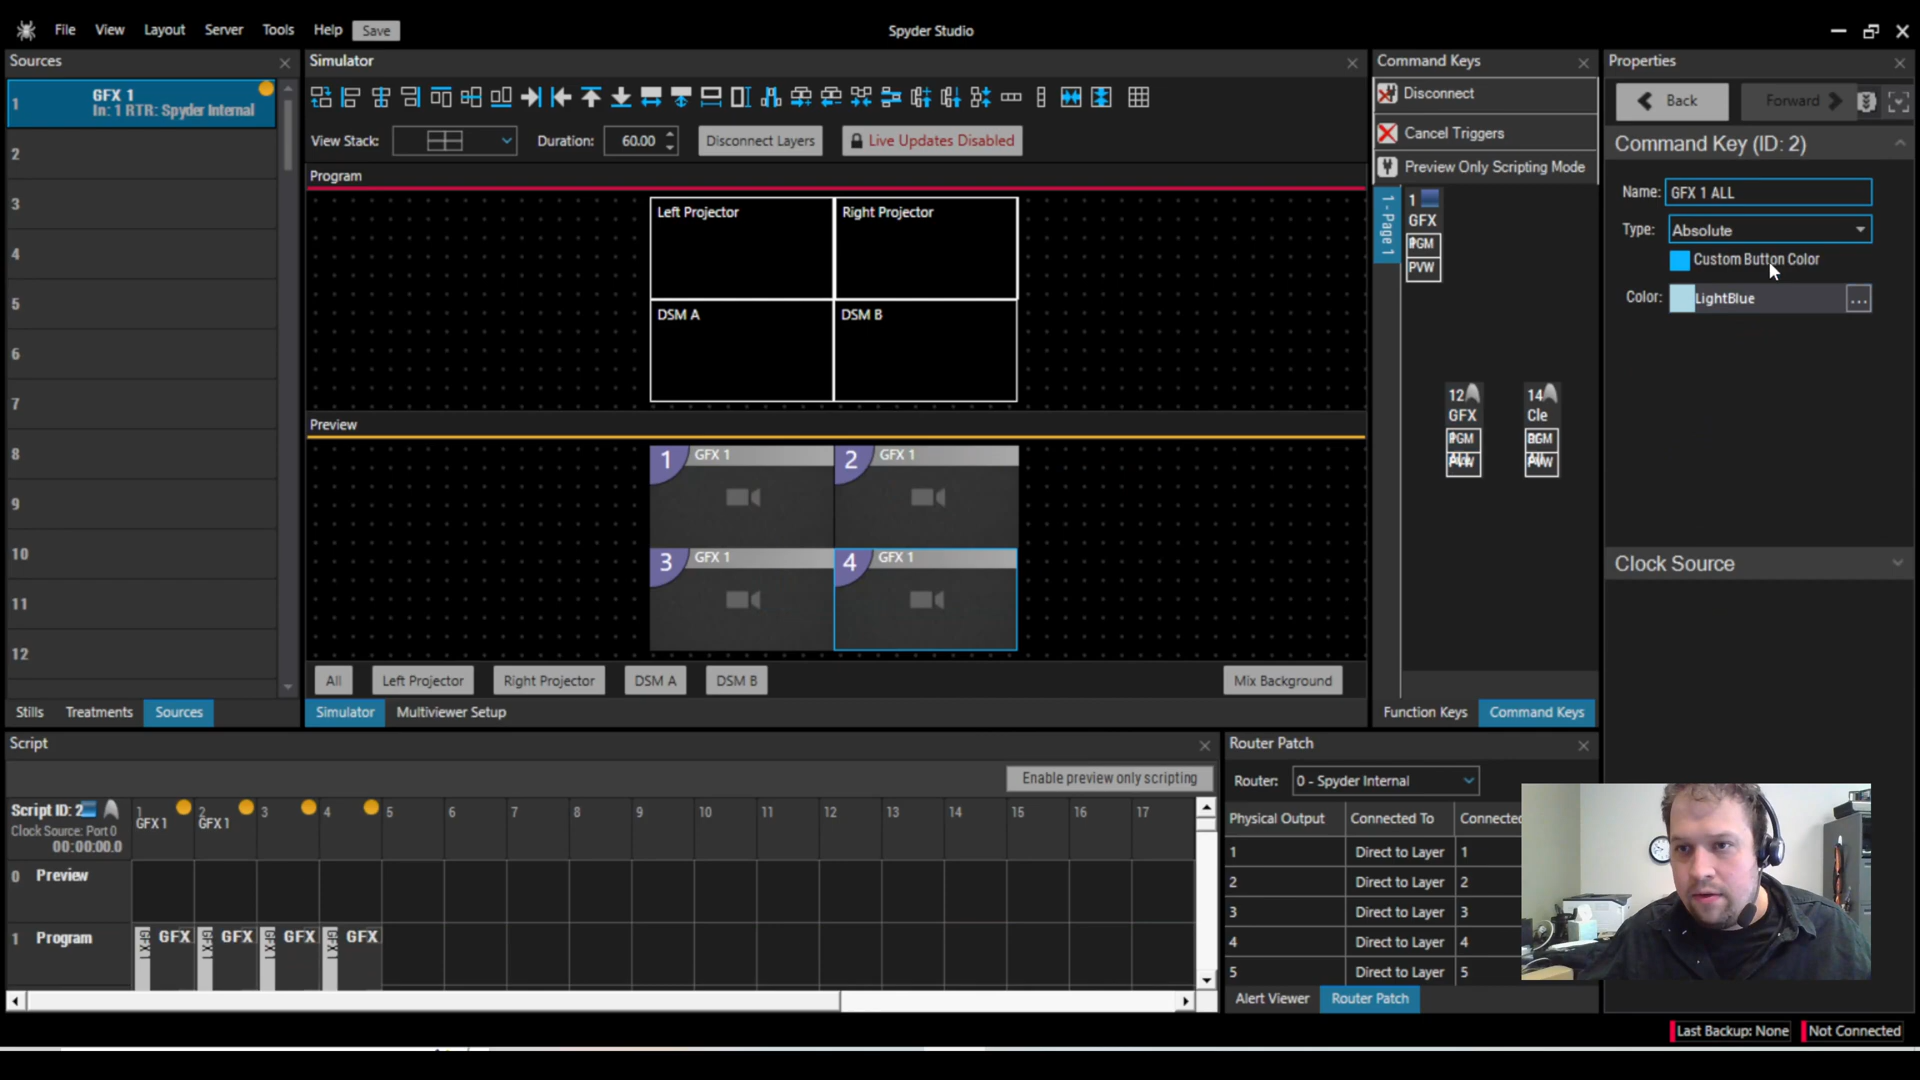 File View Layout Server Tools Help Save
Spyder Studio
Sources
1 GFX 1
In: 1 RTR: Spyder Internal
2
3
4
5
6
7
8
9
10
11
12
Stills Treatments Sources
Simulator
View Stack: Duration: 60.00 Disconnect Layers Live Updates Disabled
Program
Left Projector Right Projector
DSM A DSM B
Preview
1 GFX 1 2 GFX 1
3 GFX 1 4 GFX 1
All Left Projector Right Projector DSM A DSM B Mix Background
Simulator Multiviewer Setup
Command Keys
Disconnect
Cancel Triggers
Preview Only Scripting Mode
1 - Page 1
1
GFX
PGM
PVW
12 14
GFX Cle
PGM
PVW PVW
Function Keys Command Keys
Properties
Back Forward
Command Key (ID: 2)
Name: GFX 1 ALL
Type: Absolute
Custom Button Color
Color: LightBlue ...
Clock Source
Script
Enable preview only scripting
Script ID: 2 1 2 3 4 5 6 7 8 9 10 11 12 13 14 15 16 17
GFX 1 GFX 1
Clock Source: Port 0
00:00:00.0
0 Preview
1 Program GFX 1 GFX GFX 1 GFX GFX 1 GFX GFX 1 GFX
Router Patch
Router: 0 - Spyder Internal
Physical Output Connected To Connected
1 Direct to Layer 1
2 Direct to Layer 2
3 Direct to Layer 3
4 Direct to Layer 4
5 Direct to Layer 5
Alert Viewer Router Patch
Last Backup: None Not Connected